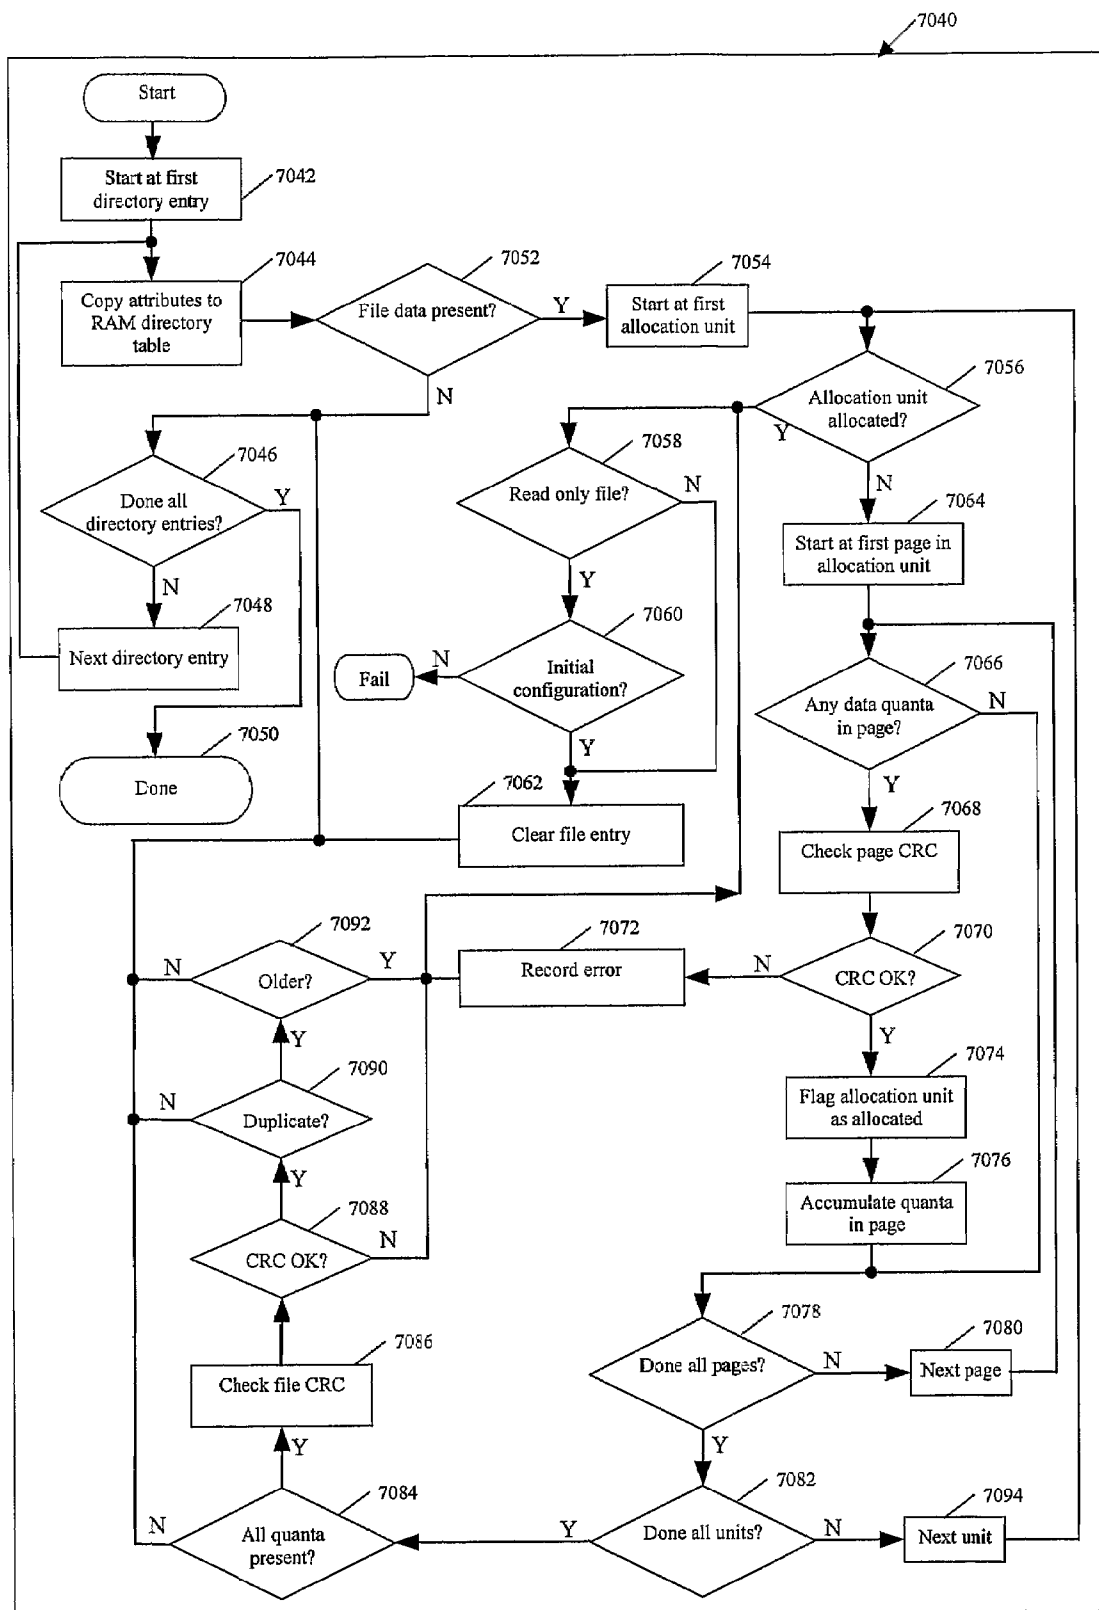 7040
Start
Start at first
directory entry
7042
7044
Copy attributes to
RAM directory
table
7052
File data present?
Y
N
7054
Start at first
allocation unit
7056
Allocation unit
allocated?
Y
N
7046
Done all
directory entries?
Y
N
7048
Next directory entry
7050
Done
7058
Read only file?
N
Y
7060
Initial
configuration?
N
Fail
Y
7062
Clear file entry
7064
Start at first page in
allocation unit
7066
Any data quanta
in page?
N
Y
7068
Check page CRC
7070
CRC OK?
N
Y
7072
Record error
7074
Flag allocation unit
as allocated
7076
Accumulate quanta
in page
7078
Done all pages?
N
Y
7080
Next page
7082
Done all units?
N
Y
7094
Next unit
7084
All quanta
present?
N
Y
7086
Check file CRC
7088
CRC OK?
N
Y
7090
Duplicate?
N
Y
7092
Older?
N
Y